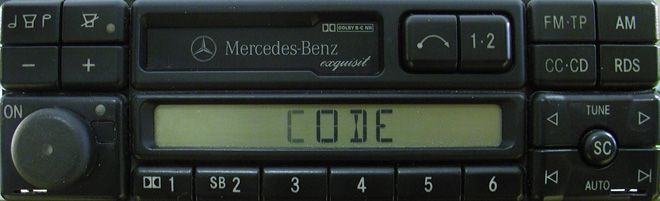 DOLBY B-C NR
Mercedes-Benz
exquisit
1·2
FM·TP
AM
CC·CD
RDS
- +
ON
CODE
TUNE
SC
AUTO
1
SB 2
3
4
5
6